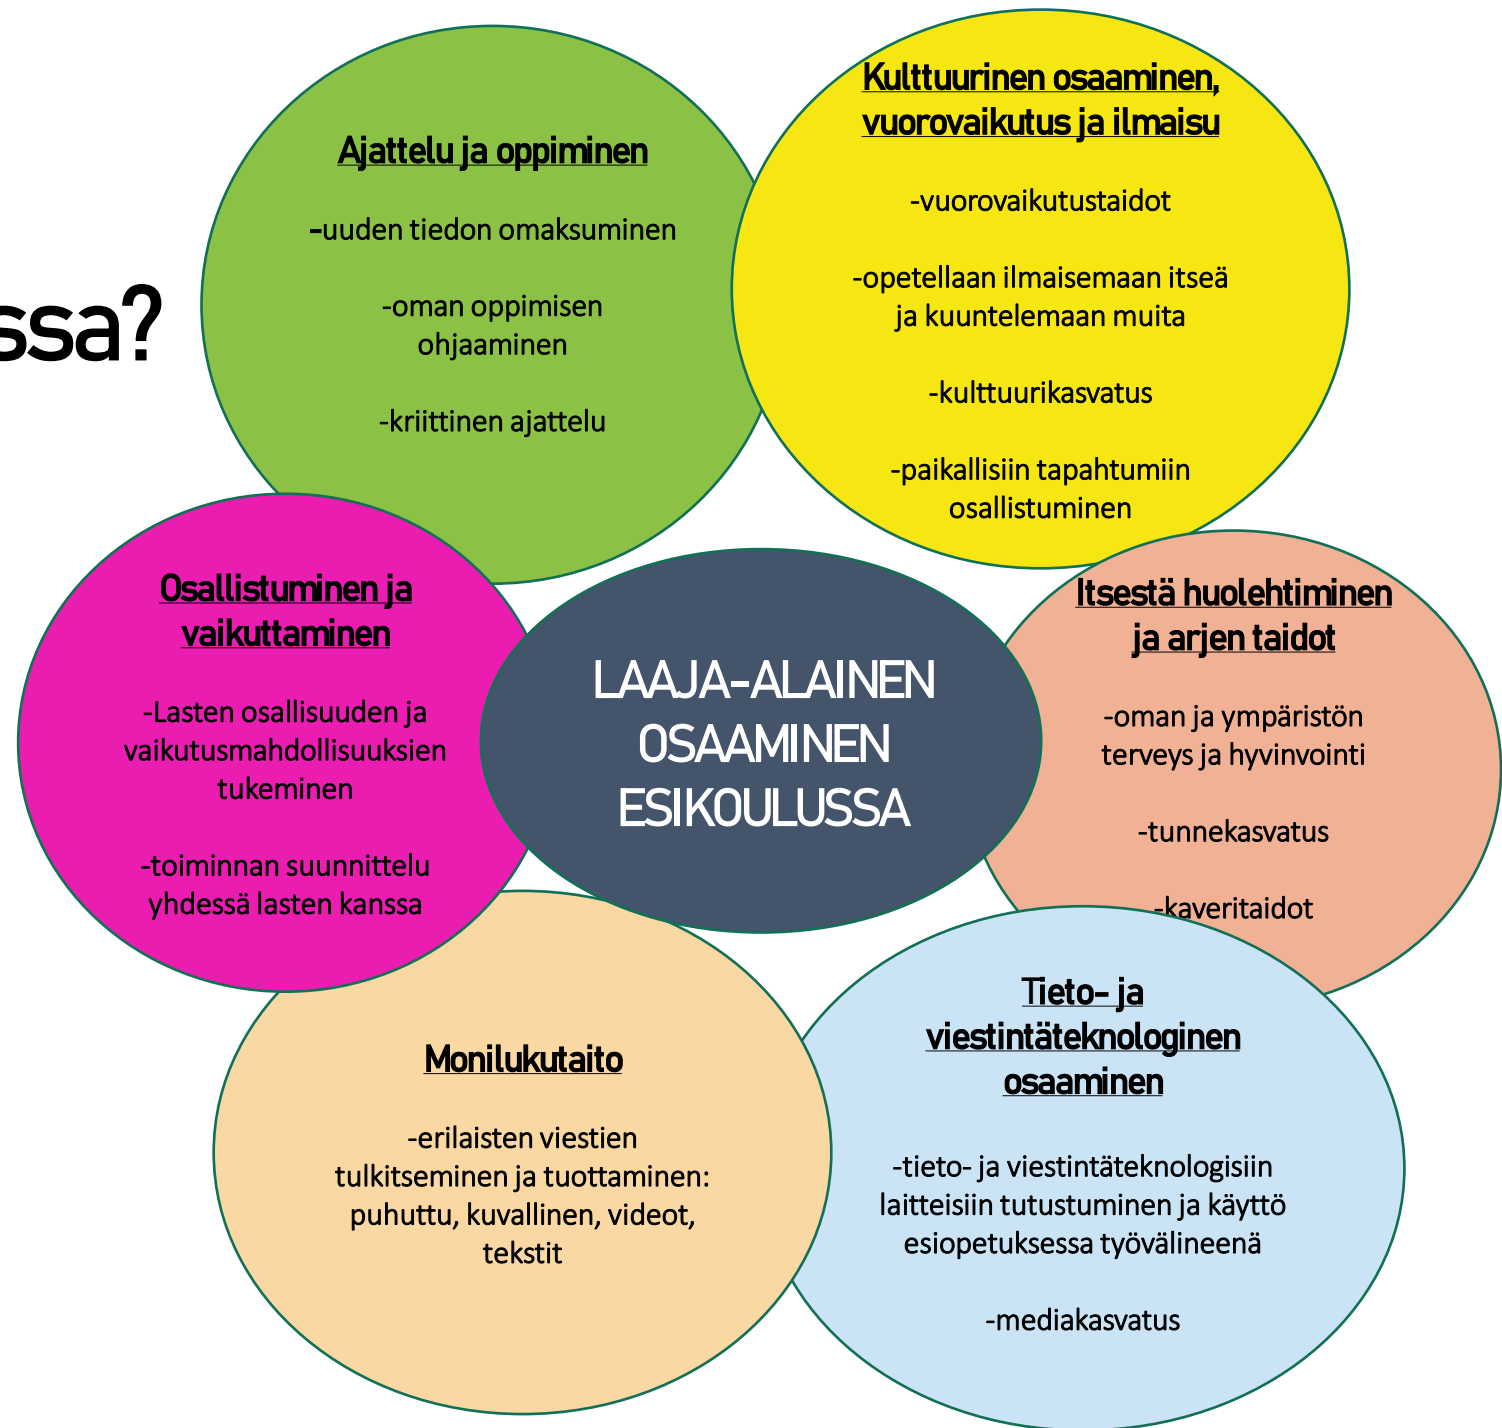 ssa?
Ajattelu ja oppiminen
-uuden tiedon omaksuminen
-oman oppimisen
ohjaaminen
-kriittinen ajattelu
Kulttuurinen osaaminen,
vuorovaikutus ja ilmaisu
-vuorovaikutustaidot
-opetellaan ilmaisemaan itseä
ja kuuntelemaan muita
-kulttuurikasvatus
-paikallisiin tapahtumiin
osallistuminen
Osallistuminen ja
vaikuttaminen
-Lasten osallisuuden ja
vaikutusmahdollisuuksien
tukeminen
-toiminnan suunnittelu
yhdessä lasten kanssa
LAAJA-ALAINEN
OSAAMINEN
ESIKOULUSSA
Itsestä huolehtiminen
ja arjen taidot
-oman ja ympäristön
terveys ja hyvinvointi
-tunnekasvatus
-kaveritaidot
Monilukutaito
-erilaisten viestien
tulkitseminen ja tuottaminen:
puhuttu, kuvallinen, videot,
tekstit
Tieto- ja
viestintäteknologinen
osaaminen
-tieto- ja viestintäteknologisiin
laitteisiin tutustuminen ja käyttö
esiopetuksessa työvälineenä
-mediakasvatus